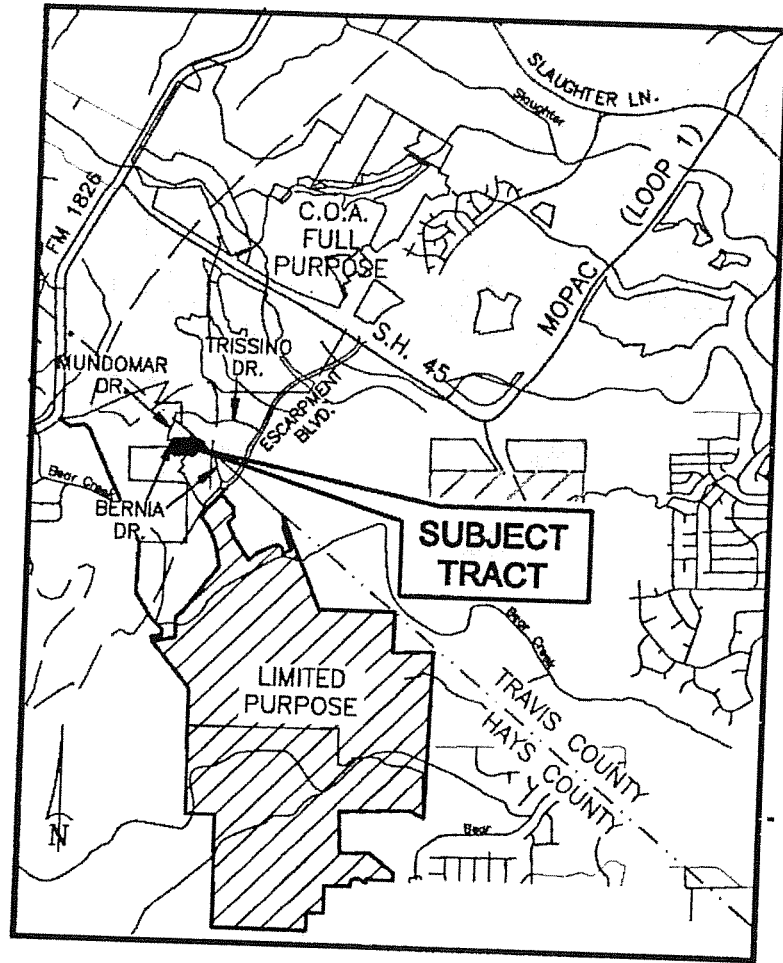 SLAUGHTER LN.
Slaughter
FM 1826
(LOOP 1)
MOPAC
C.O.A.
FULL
PURPOSE
S.H. 45
MUNDOMAR
DR.
TRISSINO
DR.
ESCARPMENT
BLVD.
Bear Creek
BERNIA
DR.
SUBJECT
TRACT
Bear Creek
LIMITED
PURPOSE
TRAVIS COUNTY
HAYS COUNTY
N
Bear